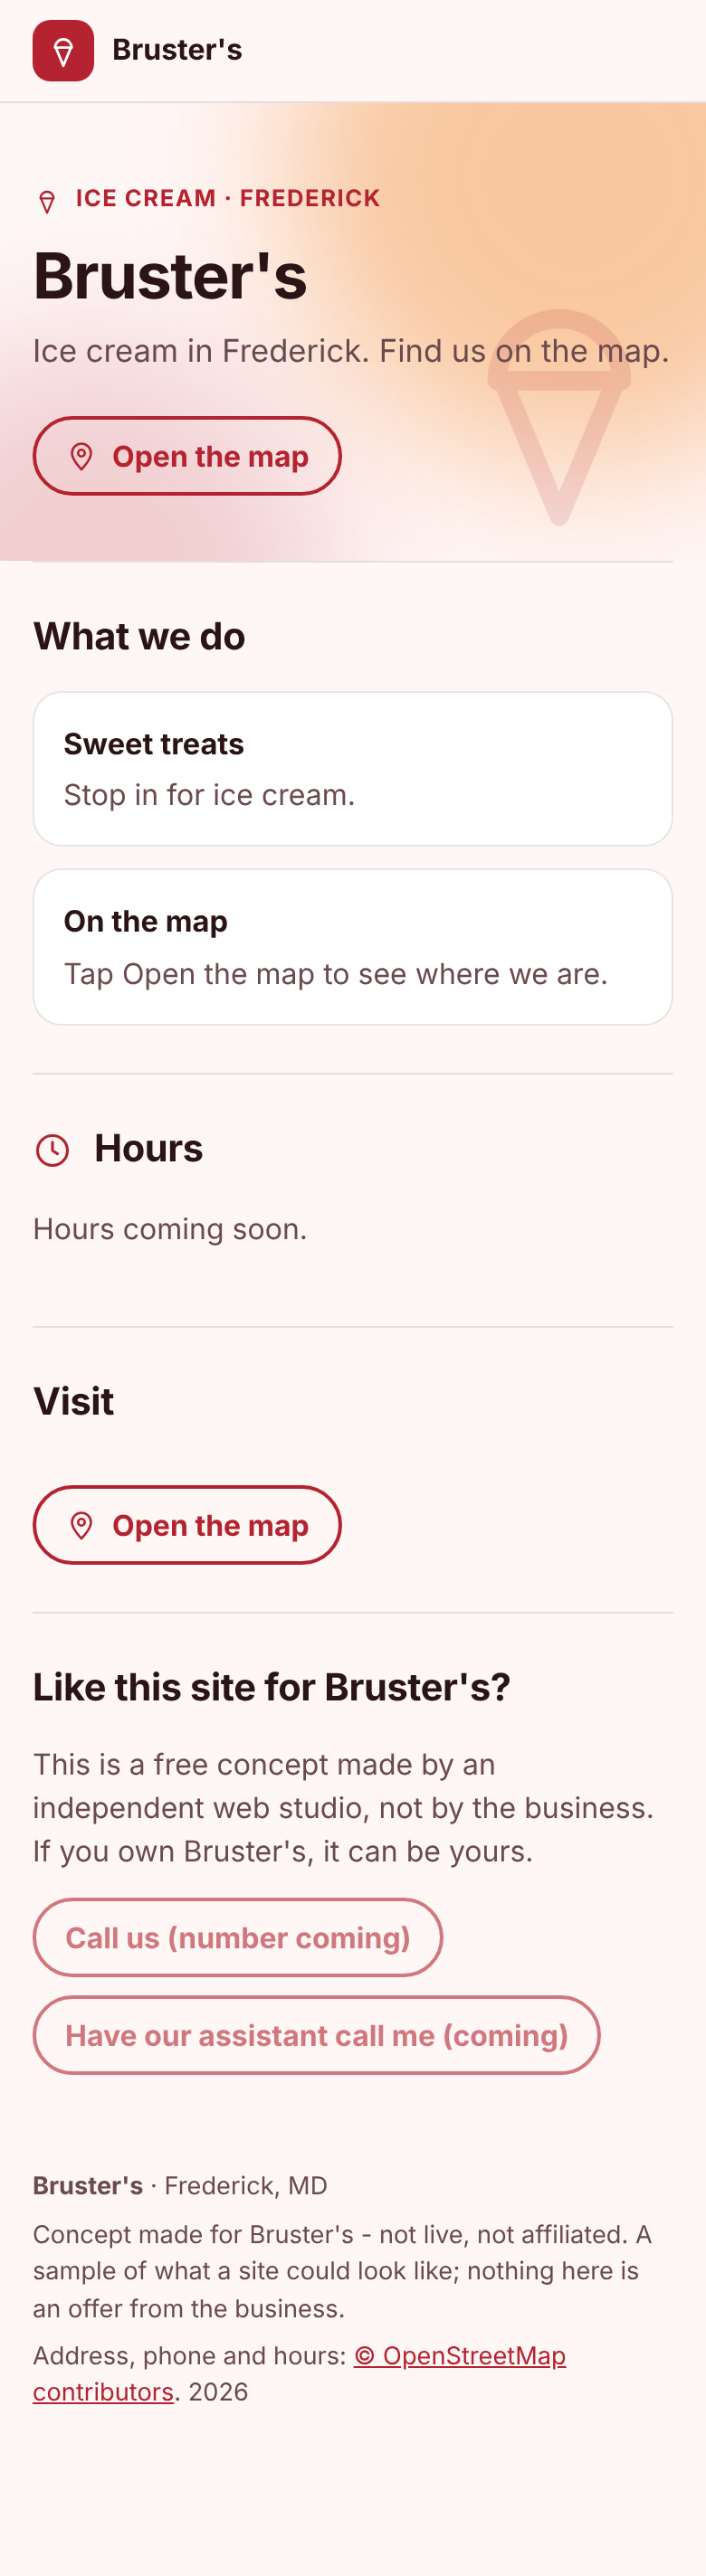 Bruster's
ICE CREAM · FREDERICK
Bruster's
Ice cream in Frederick. Find us on the map.
Open the map
What we do
Sweet treats
Stop in for ice cream.
On the map
Tap Open the map to see where we are.
Hours
Hours coming soon.
Visit
Open the map
Like this site for Bruster's?
This is a free concept made by an
independent web studio, not by the business.
If you own Bruster's, it can be yours.
Call us (number coming)
Have our assistant call me (coming)
Bruster's · Frederick, MD
Concept made for Bruster's - not live, not affiliated. A
sample of what a site could look like; nothing here is
an offer from the business.
Address, phone and hours: © OpenStreetMap
contributors. 2026